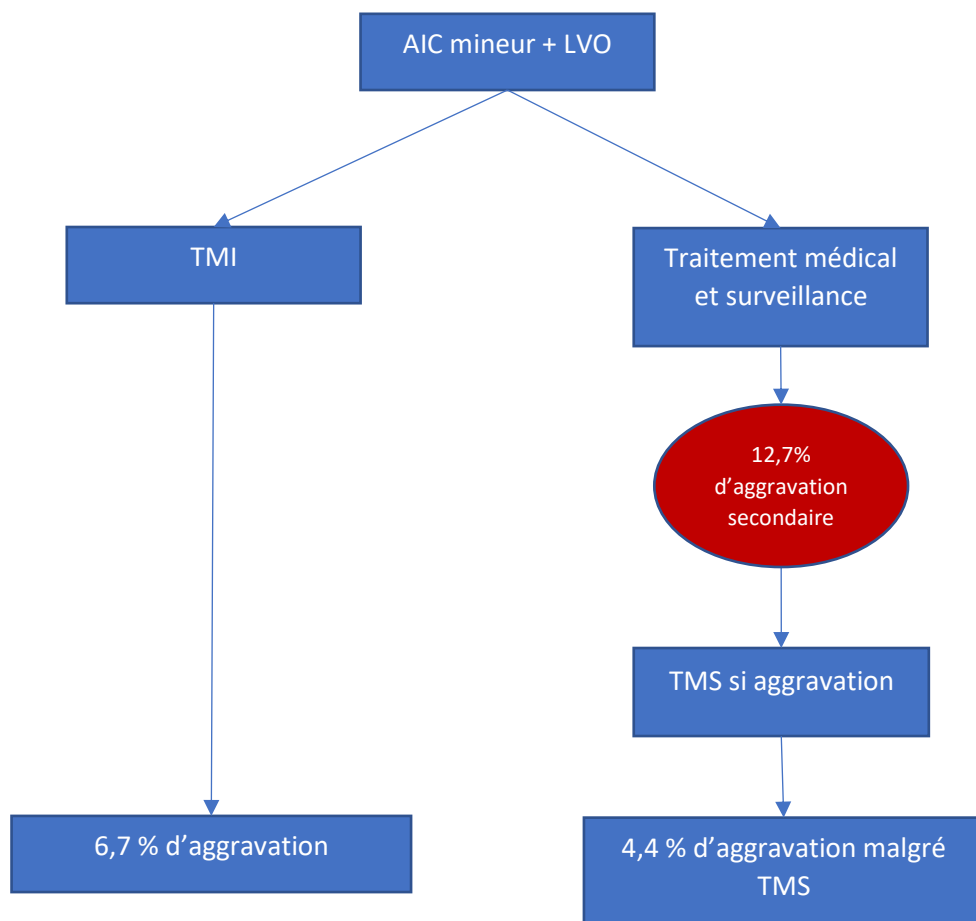 AIC mineur + LVO
TMI
Traitement médical
et surveillance
12,7%
d’aggravation
secondaire
TMS si aggravation
6,7 % d’aggravation
4,4 % d’aggravation malgré
TMS